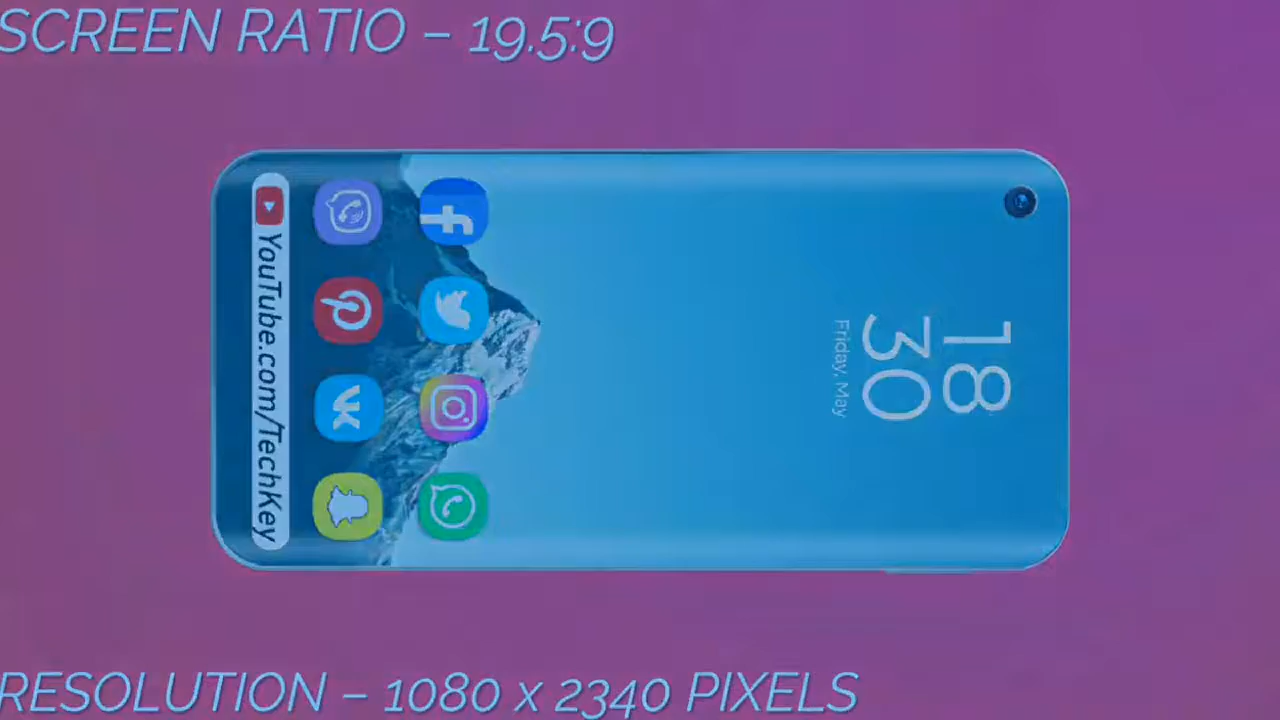 SCREEN RATIO – 19.5:9
18
30
Friday, May
YouTube.com/TechKey
RESOLUTION – 1080 x 2340 PIXELS